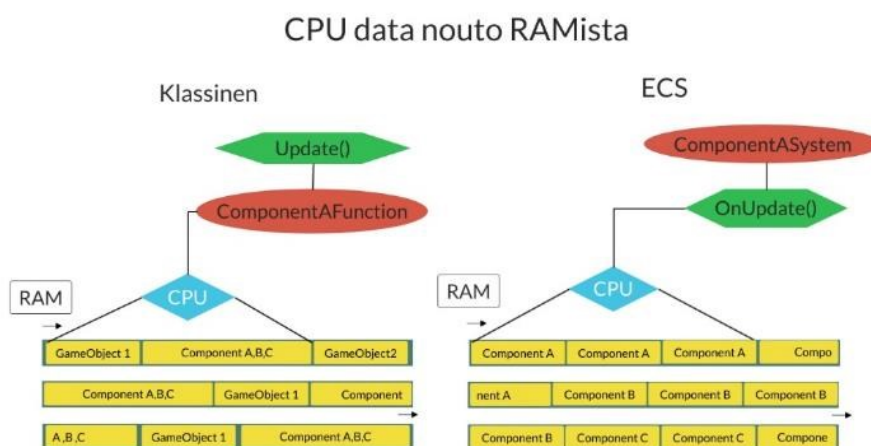 CPU data nouto RAMista
Klassinen
Update()
ComponentAFunction
CPU
RAM
GameObject 1 Component A,B,C GameObject2
Component A,B,C GameObject 1 Component
A,B,C GameObject 1 Component A,B,C
ECS
ComponentASystem
OnUpdate()
CPU
RAM
Component A Component A Component A Compo
nent A Component B Component B Component B
Component B Component C Component C Compone